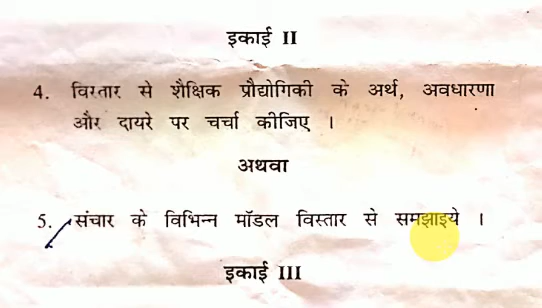 इकाई II
4. विस्तार से शैक्षिक प्रौद्योगिकी के अर्थ, अवधारणा
और दायरे पर चर्चा कीजिए ।
अथवा
5. संचार के विभिन्न मॉडल विस्तार से समझाइये ।
इकाई III